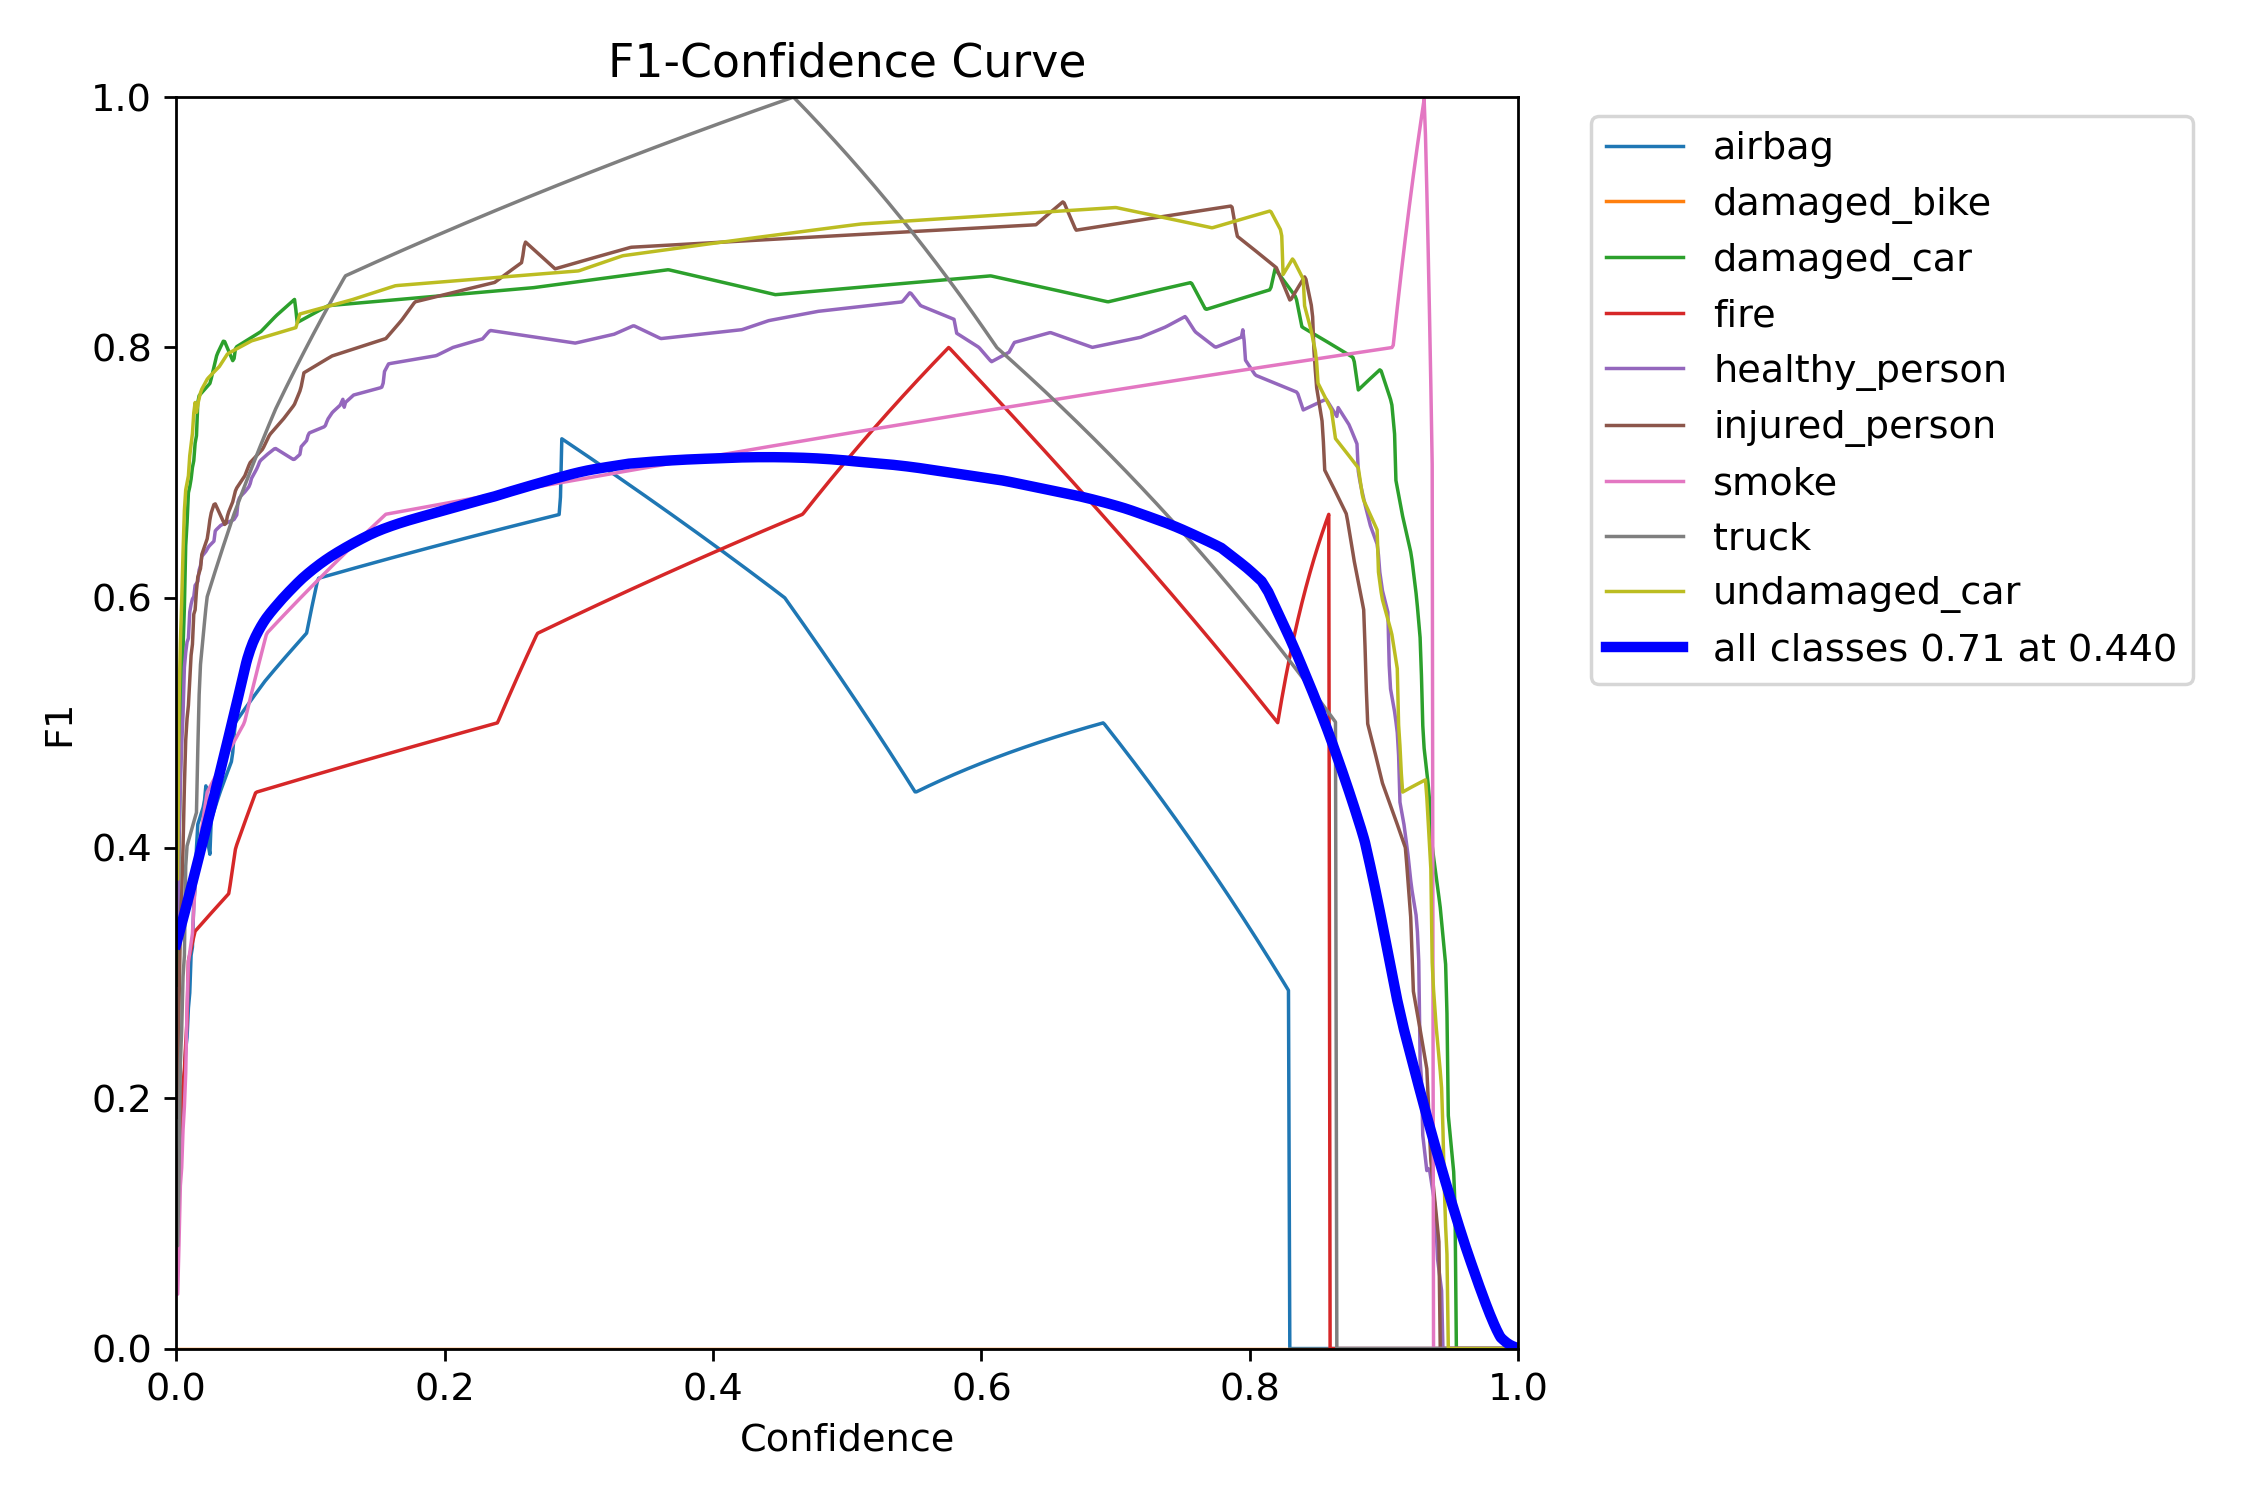 F1-Confidence Curve
1.0
0.8
0.6
0.4
0.2
0.0
F1
0.0 0.2 0.4 0.6 0.8 1.0
Confidence
airbag
damaged_bike
damaged_car
fire
healthy_person
injured_person
smoke
truck
undamaged_car
all classes 0.71 at 0.440